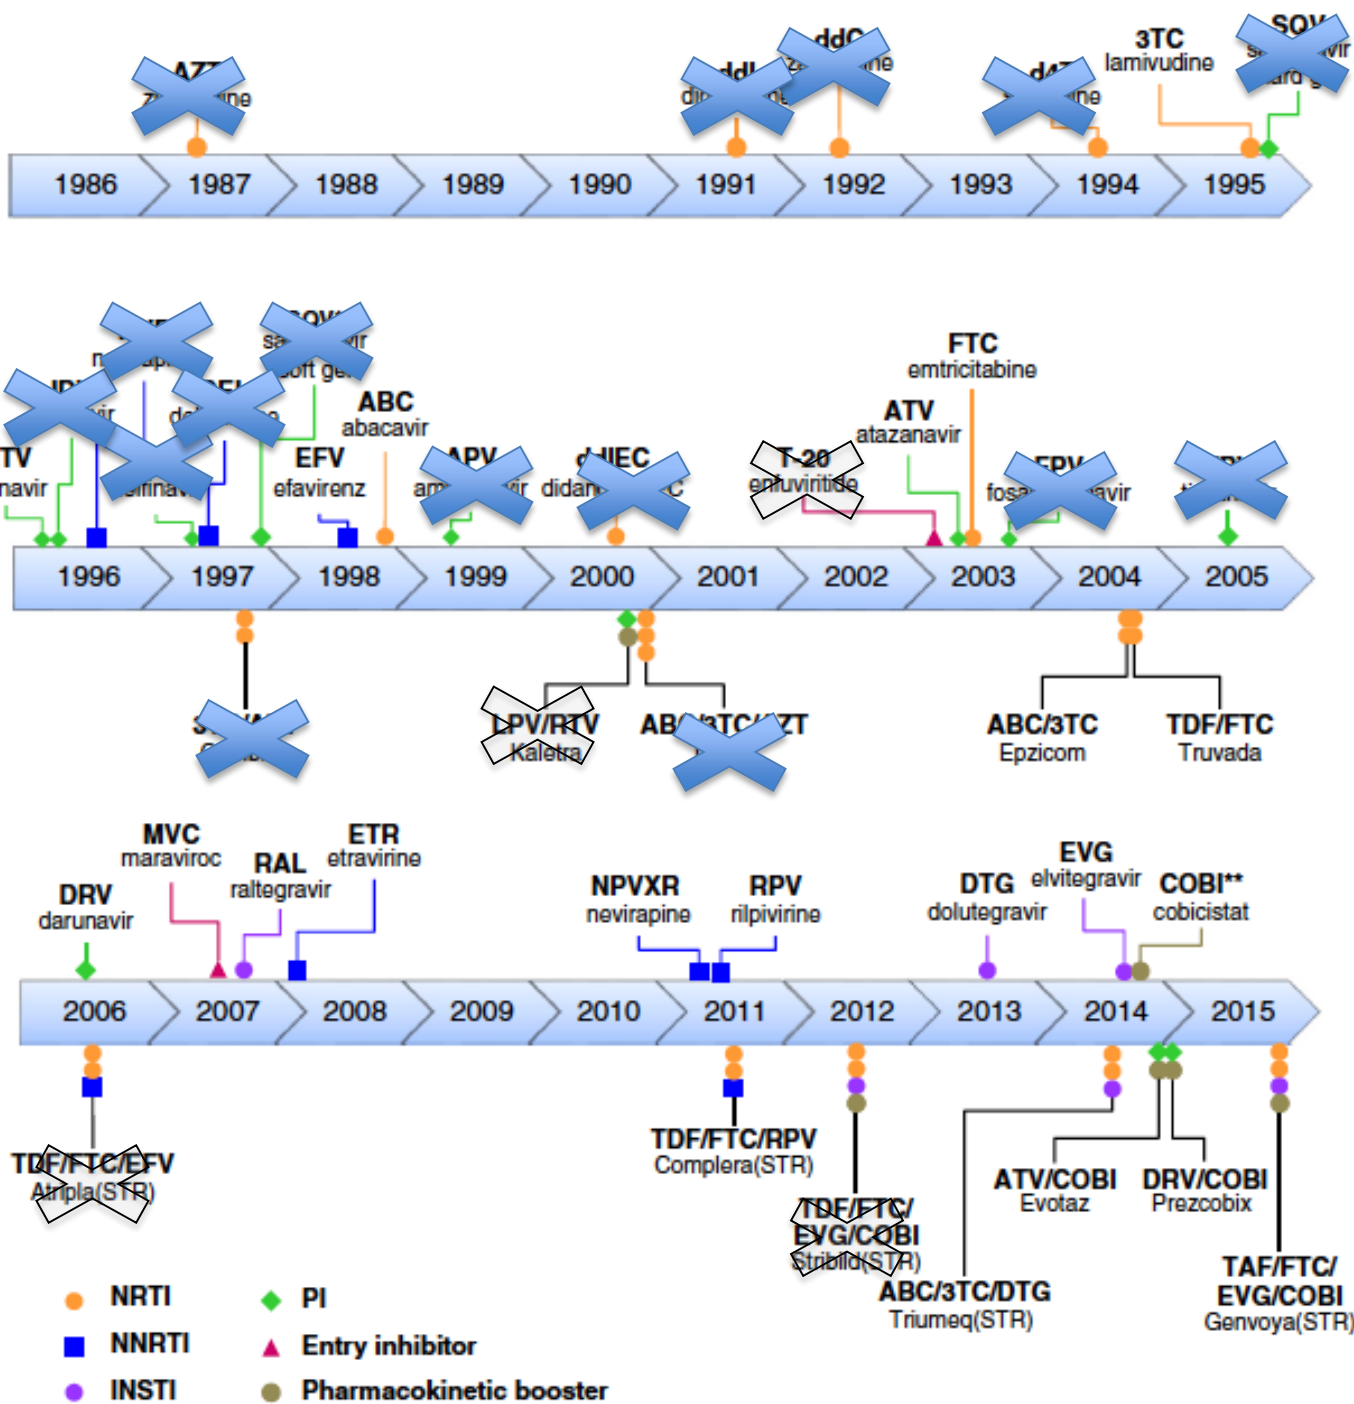 3TC
lamivudine
1986
1987
1988
1989
1990
1991
1992
1993
1994
1995
FTC
emtricitabine
ABC
abacavir
ATV
atazanavir
TV
navir
EFV
efavirenz
T-20
enfuviritide
1996
1997
1998
1999
2000
2001
2002
2003
2004
2005
LPV/RTV
Kaletra
ABC/3TC
Epzicom
TDF/FTC
Truvada
MVC
maraviroc
RAL
raltegravir
ETR
etravirine
DRV
darunavir
NPVXR
nevirapine
RPV
rilpivirine
DTG
dolutegravir
EVG
elvitegravir
COBI**
cobicistat
2006
2007
2008
2009
2010
2011
2012
2013
2014
2015
TDF/FTC/EFV
Atripla(STR)
TDF/FTC/RPV
Complera(STR)
TDF/FTC/
EVG/COBI
Stribild(STR)
ABC/3TC/DTG
Triumeq(STR)
ATV/COBI
Evotaz
DRV/COBI
Prezcobix
TAF/FTC/
EVG/COBI
Genvoya(STR)
NRTI
PI
NNRTI
Entry inhibitor
INSTI
Pharmacokinetic booster